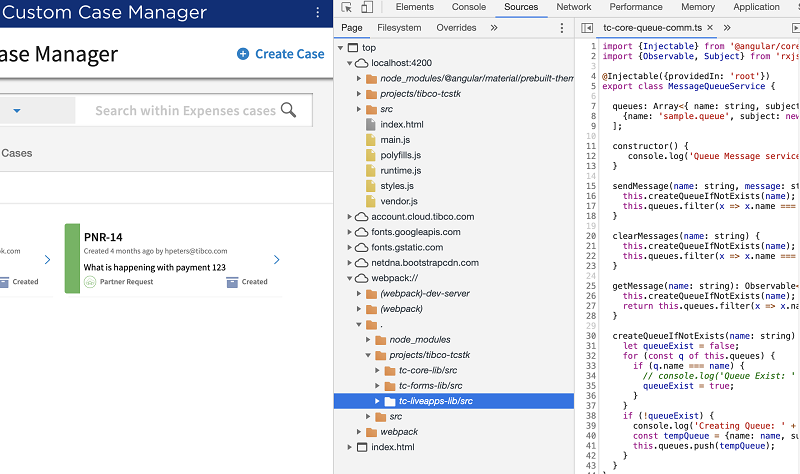 Custom Case Manager
ase Manager
Create Case
Search within Expenses cases
Cases
PNR-14
Created 4 months ago by hpeters@tibco.com
ok.com
What is happening with payment 123
Partner Request
Created
Created
Elements Console Sources Network Performance Memory Application
Page Filesystem Overrides »
top
localhost:4200
node_modules/@angular/material/prebuilt-them
projects/tibco-tcstk
src
index.html
main.js
polyfills.js
runtime.js
styles.js
vendor.js
account.cloud.tibco.com
fonts.googleapis.com
fonts.gstatic.com
netdna.bootstrapcdn.com
webpack://
(webpack)-dev-server
(webpack)
.
node_modules
projects/tibco-tcstk
tc-core-lib/src
tc-forms-lib/src
tc-liveapps-lib/src
src
webpack
index.html
tc-core-queue-comm.ts × »
1 import {Injectable} from '@angular/core
2 import {Observable, Subject} from 'rxjs
3
4 @Injectable({providedIn: 'root'})
5 export class MessageQueueService {
6
7 queues: Array<{ name: string, subject
8 {name: 'sample.queue', subject: new
9 ];
10
11 constructor() {
12 console.log('Queue Message service
13 }
14
15 sendMessage(name: string, message: st
16 this.createQueueIfNotExists(name);
17 this.queues.filter(x => x.name ===
18 }
19
20 clearMessages(name: string) {
21 this.createQueueIfNotExists(name);
22 this.queues.filter(x => x.name ===
23 }
24
25 getMessage(name: string): Observable<
26 this.createQueueIfNotExists(name);
27 return this.queues.filter(x => x.na
28 }
29
30 createQueueIfNotExists(name: string)
31 let queueExist = false;
32 for (const q of this.queues) {
33 if (q.name === name) {
34 // console.log('Queue Exist: '
35 queueExist = true;
36 }
37 }
38 if (!queueExist) {
39 console.log('Creating Queue: ' +
40 const tempQueue = {name: name, su
41 this.queues.push(tempQueue);
42 }
43 }